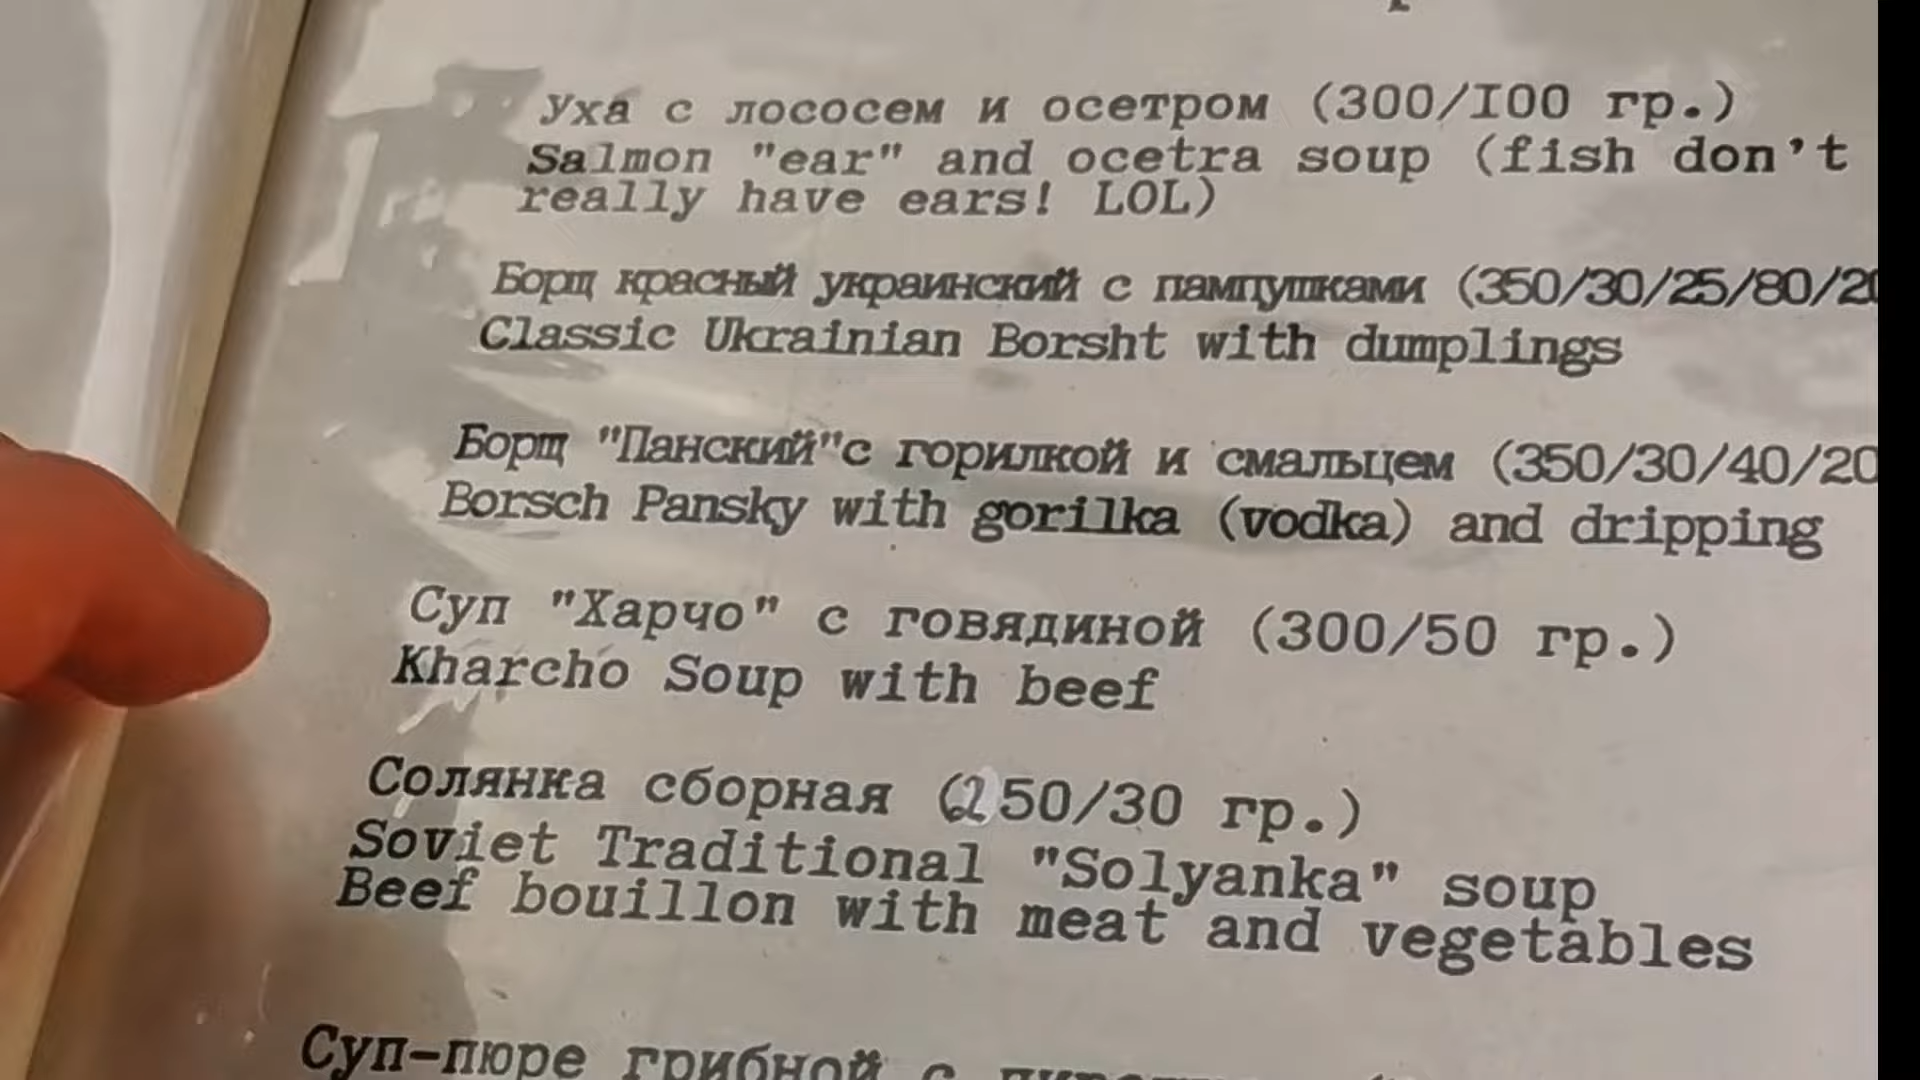 Уха с лососем и осетром (300/I00 гр.)
Salmon "ear" and ocetra soup (fish don't
really have ears! LOL)
Борщ красный украинский с пампушками (350/30/25/80/20
Classic Ukrainian Borsht with dumplings
Борщ "Панский"с горилкой и смальцем (350/30/40/20
Borsch Pansky with gorilka (vodka) and dripping
Суп "Харчо" с говядиной (300/50 гр.)
Kharcho Soup with beef
Солянка сборная (250/30 гр.)
Soviet Traditional "Solyanka" soup
Beef bouillon with meat and vegetables
Суп-пюре грибной с